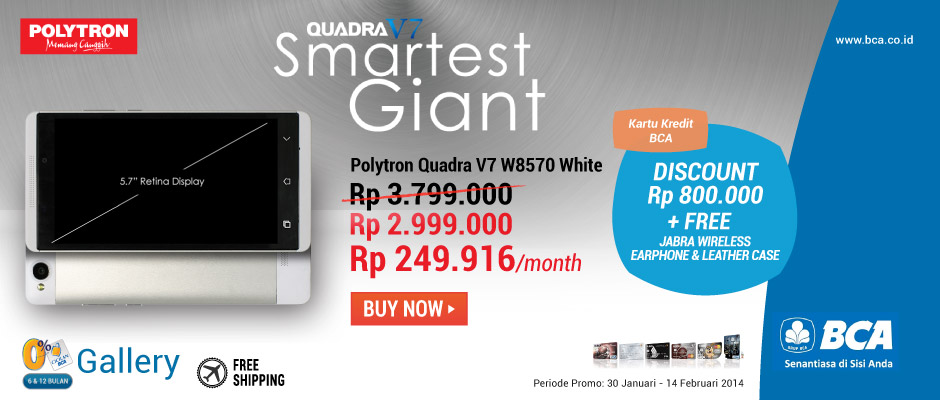 POLYTRON
Memang Canggih
QUADRA V7
Smartest
Giant
www.bca.co.id
5.7” Retina Display
Polytron Quadra V7 W8570 White
Rp 3.799.000
Rp 2.999.000
Rp 249.916/month
BUY NOW
Kartu Kredit
BCA
DISCOUNT
Rp 800.000
+ FREE
JABRA WIRELESS
EARPHONE & LEATHER CASE
0%
CICILAN
BCA
6 & 12 BULAN
Gallery
FREE
SHIPPING
BCA
Senantiasa di Sisi Anda
Periode Promo: 30 Januari - 14 Februari 2014